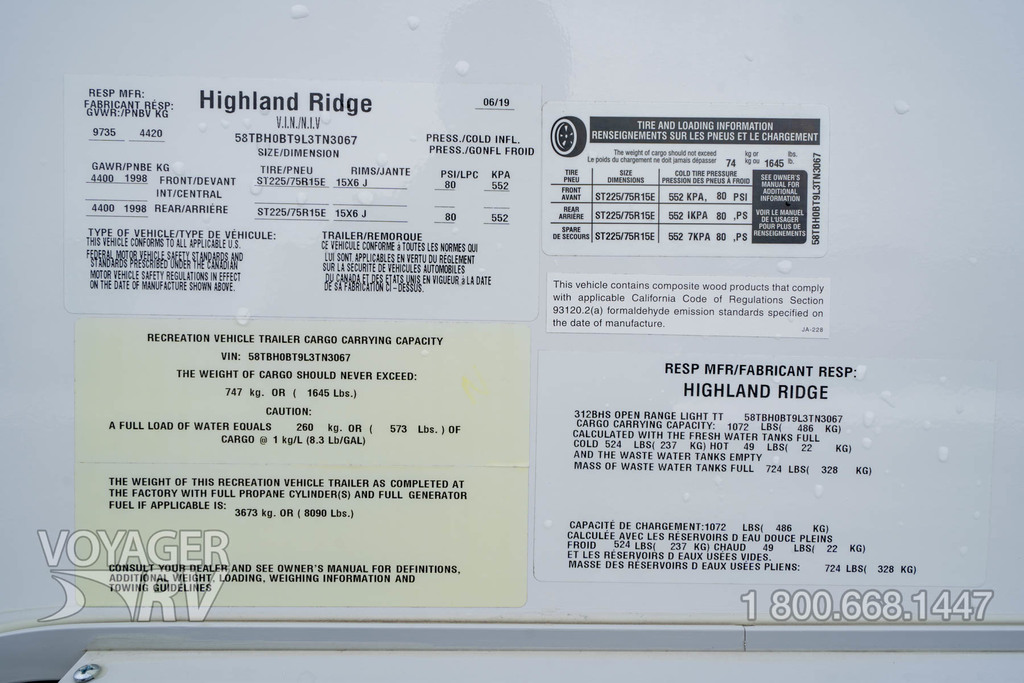 RESP MFR:
FABRICANT RÉSP:
GVWR:/PNBV KG
9735 4420
Highland Ridge
06/19
V.I.N./N.I.V
58TBH0BT9L3TN3067
SIZE/DIMENSION
PRESS./COLD INFL.
PRESS./GONFL FROID
GAWR/PNBE KG TIRE/PNEU RIMS/JANTE PSI/LPC KPA
4400 1998 FRONT/DEVANT ST225/75R15E 15X6 J 80 552
INT/CENTRAL
4400 1998 REAR/ARRIÈRE ST225/75R15E 15X6 J 80 552
TYPE OF VEHICLE/TYPE DE VÉHICULE: TRAILER/REMORQUE
THIS VEHICLE CONFORMS TO ALL APPLICABLE U.S.
FEDERAL MOTOR VEHICLE SAFETY STANDARDS AND
STANDARDS PRESCRIBED UNDER THE CANADIAN
MOTOR VEHICLE SAFETY REGULATIONS IN EFFECT
ON THE DATE OF MANUFACTURE SHOWN ABOVE.
CE VÉHICULE CONFORME à TOUTES LES NORMES QUI
LUI SONT APPLICABLES EN VERTU DU RÉGLEMENT
SUR LA SÉCURITÉ DE VÉHICULES AUTOMOBILES
DU CANADA ET DES ETATS UNIS EN VIGUEUR à LA DATE
DE SA FABRICATION CI - DESSUS.
TIRE AND LOADING INFORMATION
RENSEIGNEMENTS SUR LES PNEUS ET LE CHARGEMENT
The weight of cargo should not exceed kg or lbs.
Le poids du chargement ne doit jamais dépasser 74 kg ou 1645 lb.
TIRE SIZE COLD TIRE PRESSURE
PNEU DIMENSIONS PRESSION DES PNEUS À FROID
FRONT
AVANT ST225/75R15E 552 KPA, 80 PSI
REAR
ARRIÈRE ST225/75R15E 552 IKPA 80 ,PS
SPARE
DE SECOURS ST225/75R15E 552 7KPA 80 ,PS
SEE OWNER'S
MANUAL FOR
ADDITIONAL
INFORMATION
VOIR LE MANUEL
DE L'USAGER
POUR PLUS DE
RENSEIGNEMENTS
58TBH0BT9L3TN3067
This vehicle contains composite wood products that comply
with applicable California Code of Regulations Section
93120.2(a) formaldehyde emission standards specified on
the date of manufacture.
JA-228
RECREATION VEHICLE TRAILER CARGO CARRYING CAPACITY
VIN: 58TBH0BT9L3TN3067
THE WEIGHT OF CARGO SHOULD NEVER EXCEED:
747 kg. OR ( 1645 Lbs.)
CAUTION:
A FULL LOAD OF WATER EQUALS 260 kg. OR ( 573 Lbs. ) OF
CARGO @ 1 kg/L (8.3 Lb/GAL)
THE WEIGHT OF THIS RECREATION VEHICLE TRAILER AS COMPLETED AT
THE FACTORY WITH FULL PROPANE CYLINDER(S) AND FULL GENERATOR
FUEL IF APPLICABLE IS:
3673 kg. OR ( 8090 Lbs.)
CONSULT YOUR DEALER AND SEE OWNER'S MANUAL FOR DEFINITIONS,
ADDITIONAL WEIGHT, LOADING, WEIGHING INFORMATION AND
TOWING GUIDELINES
RESP MFR/FABRICANT RESP:
HIGHLAND RIDGE
312BHS OPEN RANGE LIGHT TT 58TBH0BT9L3TN3067
CARGO CARRYING CAPACITY: 1072 LBS( 486 KG)
CALCULATED WITH THE FRESH WATER TANKS FULL
COLD 524 LBS( 237 KG) HOT 49 LBS( 22 KG)
AND THE WASTE WATER TANKS EMPTY
MASS OF WASTE WATER TANKS FULL 724 LBS( 328 KG)
CAPACITÉ DE CHARGEMENT:1072 LBS( 486 KG)
CALCULÉE AVEC LES RÉSERVOIRS D EAU DOUCE PLEINS
FROID 524 LBS( 237 KG) CHAUD 49 LBS( 22 KG)
ET LES RÉSERVOIRS D EAUX USÉES VIDES.
MASSE DES RÉSERVOIRS D EAUX USÉES PLIENS: 724 LBS( 328 KG)
VOYAGER
RV
1 800.668.1447